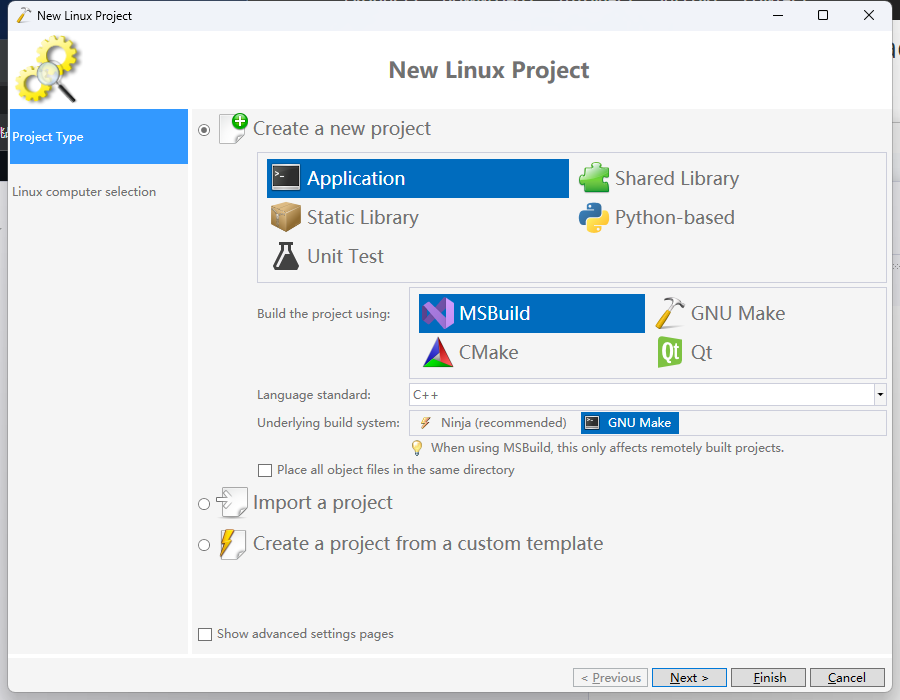 New Linux Project
New Linux Project
Project Type
Linux computer selection
Create a new project
Application
Shared Library
Static Library
Python-based
Unit Test
Build the project using:
MSBuild
GNU Make
CMake
Qt
Language standard:
C++
Underlying build system:
Ninja (recommended)
GNU Make
When using MSBuild, this only affects remotely built projects.
Place all object files in the same directory
Import a project
Create a project from a custom template
Show advanced settings pages
< Previous
Next >
Finish
Cancel